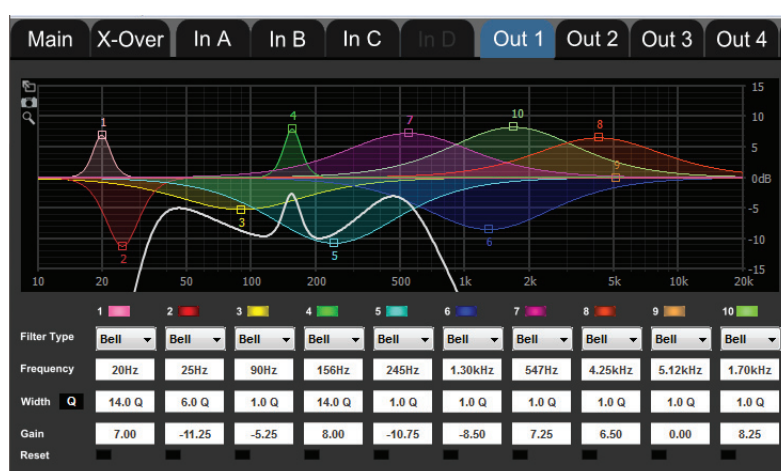 Main X-Over In A In B In C In D Out 1 Out 2 Out 3 Out 4
15
10
5
0dB
-5
-10
-15
1 2 3 4 5 6 7 8 9 10
10 20 50 100 200 500 1k 2k 5k 10k 20k
1 2 3 4 5 6 7 8 9 10
Filter Type Bell Bell Bell Bell Bell Bell Bell Bell Bell Bell
Frequency 20Hz 25Hz 90Hz 156Hz 245Hz 1.30kHz 547Hz 4.25kHz 5.12kHz 1.70kHz
Width Q 14.0 Q 6.0 Q 1.0 Q 14.0 Q 1.0 Q 1.0 Q 1.0 Q 1.0 Q 1.0 Q 1.0 Q
Gain 7.00 -11.25 -5.25 8.00 -10.75 -8.50 7.25 6.50 0.00 8.25
Reset